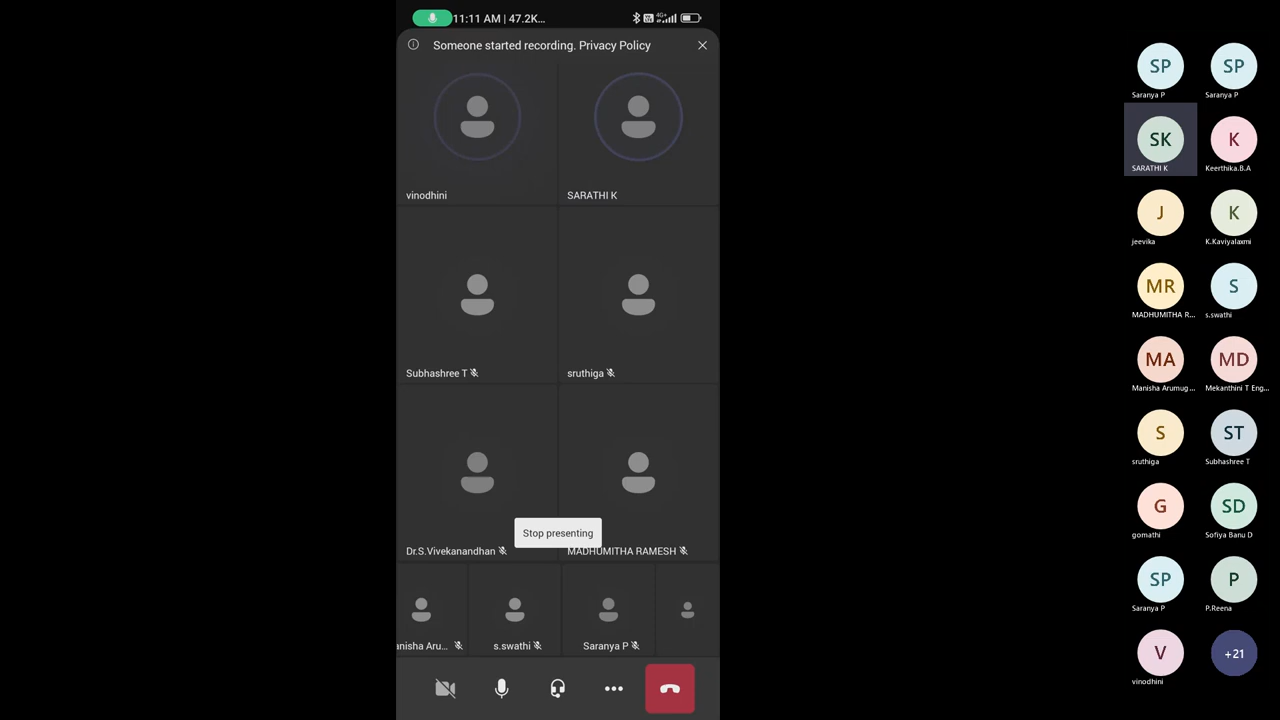 11:11 AM | 47.2K...
4G+
Someone started recording. Privacy Policy
vinodhini
SARATHI K
Subhashree T
sruthiga
Stop presenting
Dr.S.Vivekanandhan
MADHUMITHA RAMESH
anisha Aru...
s.swathi
Saranya P
SP
SP
Saranya P
Saranya P
SK
K
SARATHI K
Keerthika.B.A
J
K
jeevika
K.Kaviyalaxmi
MR
S
MADHUMITHA R...
s.swathi
MA
MD
Manisha Arumug...
Mekanthini T Eng...
S
ST
sruthiga
Subhashree T
G
SD
gomathi
Sofiya Banu D
SP
P
Saranya P
P.Reena
V
+21
vinodhini